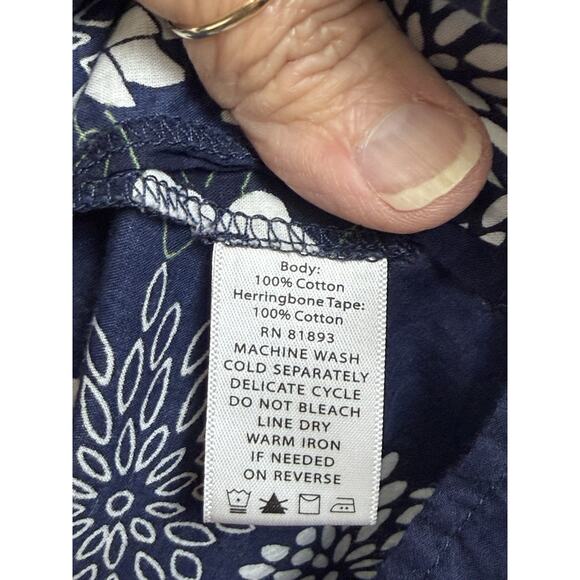 Body:
100% Cotton
Herringbone Tape:
100% Cotton
RN 81893
MACHINE WASH
COLD SEPARATELY
DELICATE CYCLE
DO NOT BLEACH
LINE DRY
WARM IRON
IF NEEDED
ON REVERSE